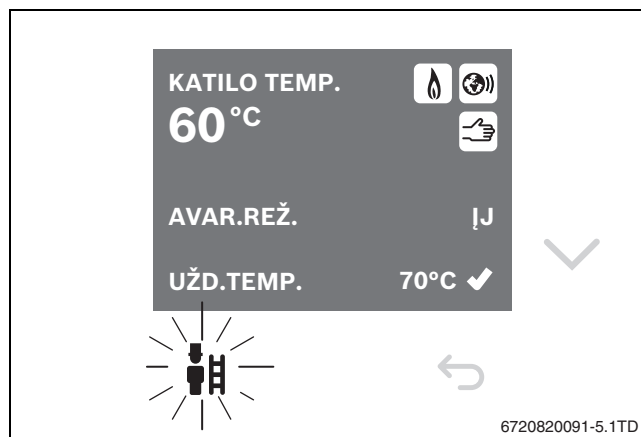 KATILO TEMP.
60°C
AVAR.REŽ. ĮJ
UŽD.TEMP. 70°C
6720820091-5.1TD